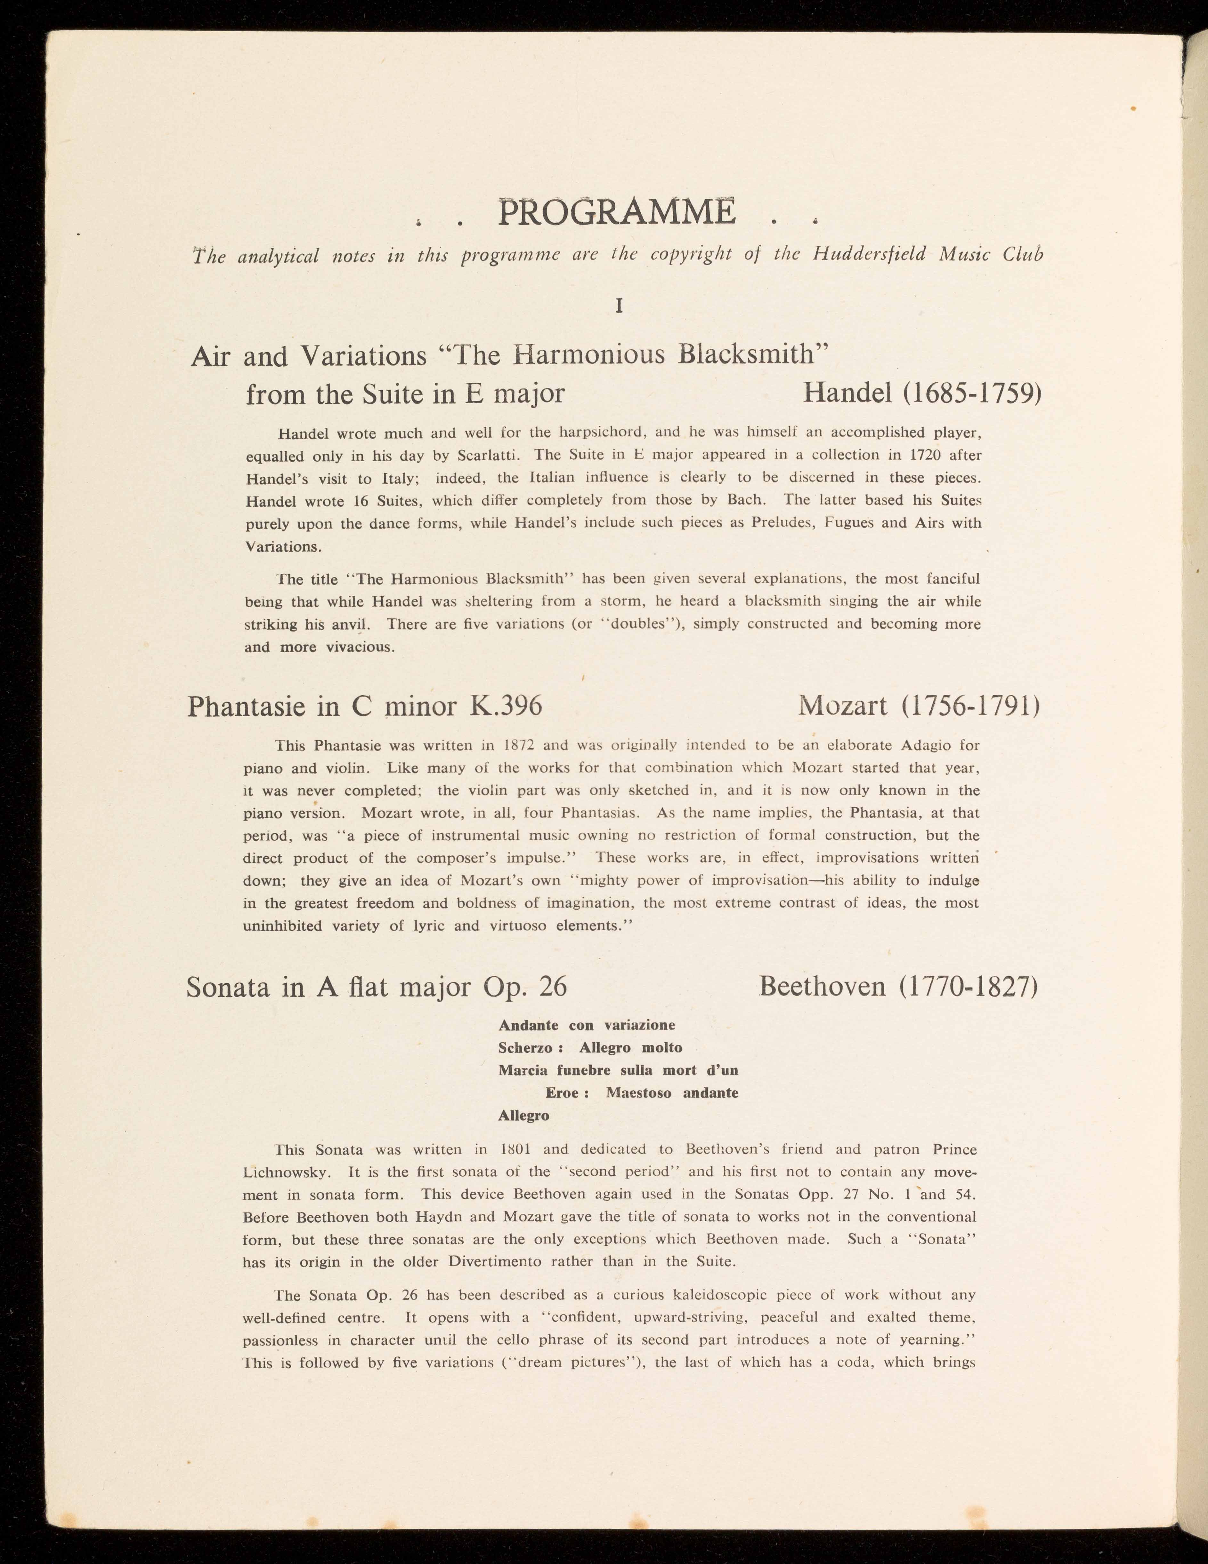 . . PROGRAMME . .
The analytical notes in this programme are the copyright of the Huddersfield Music Club
I
Air and Variations “The Harmonious Blacksmith”
from the Suite in E major Handel (1685-1759)
Handel wrote much and well for the harpsichord, and he was himself an accomplished player,
equalled only in his day by Scarlatti. The Suite in E major appeared in a collection in 1720 after
Handel’s visit to Italy; indeed, the Italian influence is clearly to be discerned in these pieces.
Handel wrote 16 Suites, which differ completely from those by Bach. The latter based his Suites
purely upon the dance forms, while Handel’s include such pieces as Preludes, Fugues and Airs with
Variations.
The title “The Harmonious Blacksmith” has been given several explanations, the most fanciful
being that while Handel was sheltering from a storm, he heard a blacksmith singing the air while
striking his anvil. There are five variations (or “doubles”), simply constructed and becoming more
and more vivacious.
Phantasie in C minor K.396 Mozart (1756-1791)
This Phantasie was written in 1872 and was originally intended to be an elaborate Adagio for
piano and violin. Like many of the works for that combination which Mozart started that year,
it was never completed; the violin part was only sketched in, and it is now only known in the
piano version. Mozart wrote, in all, four Phantasias. As the name implies, the Phantasia, at that
period, was “a piece of instrumental music owning no restriction of formal construction, but the
direct product of the composer’s impulse.” These works are, in effect, improvisations written
down; they give an idea of Mozart’s own “mighty power of improvisation—his ability to indulge
in the greatest freedom and boldness of imagination, the most extreme contrast of ideas, the most
uninhibited variety of lyric and virtuoso elements.”
Sonata in A flat major Op. 26 Beethoven (1770-1827)
Andante con variazione
Scherzo : Allegro molto
Marcia funebre sulla mort d’un
Eroe : Maestoso andante
Allegro
This Sonata was written in 1801 and dedicated to Beethoven’s friend and patron Prince
Lichnowsky. It is the first sonata of the “second period” and his first not to contain any move-
ment in sonata form. This device Beethoven again used in the Sonatas Opp. 27 No. 1 and 54.
Before Beethoven both Haydn and Mozart gave the title of sonata to works not in the conventional
form, but these three sonatas are the only exceptions which Beethoven made. Such a “Sonata”
has its origin in the older Divertimento rather than in the Suite.
The Sonata Op. 26 has been described as a curious kaleidoscopic piece of work without any
well-defined centre. It opens with a “confident, upward-striving, peaceful and exalted theme,
passionless in character until the cello phrase of its second part introduces a note of yearning.”
This is followed by five variations (“dream pictures”), the last of which has a coda, which brings